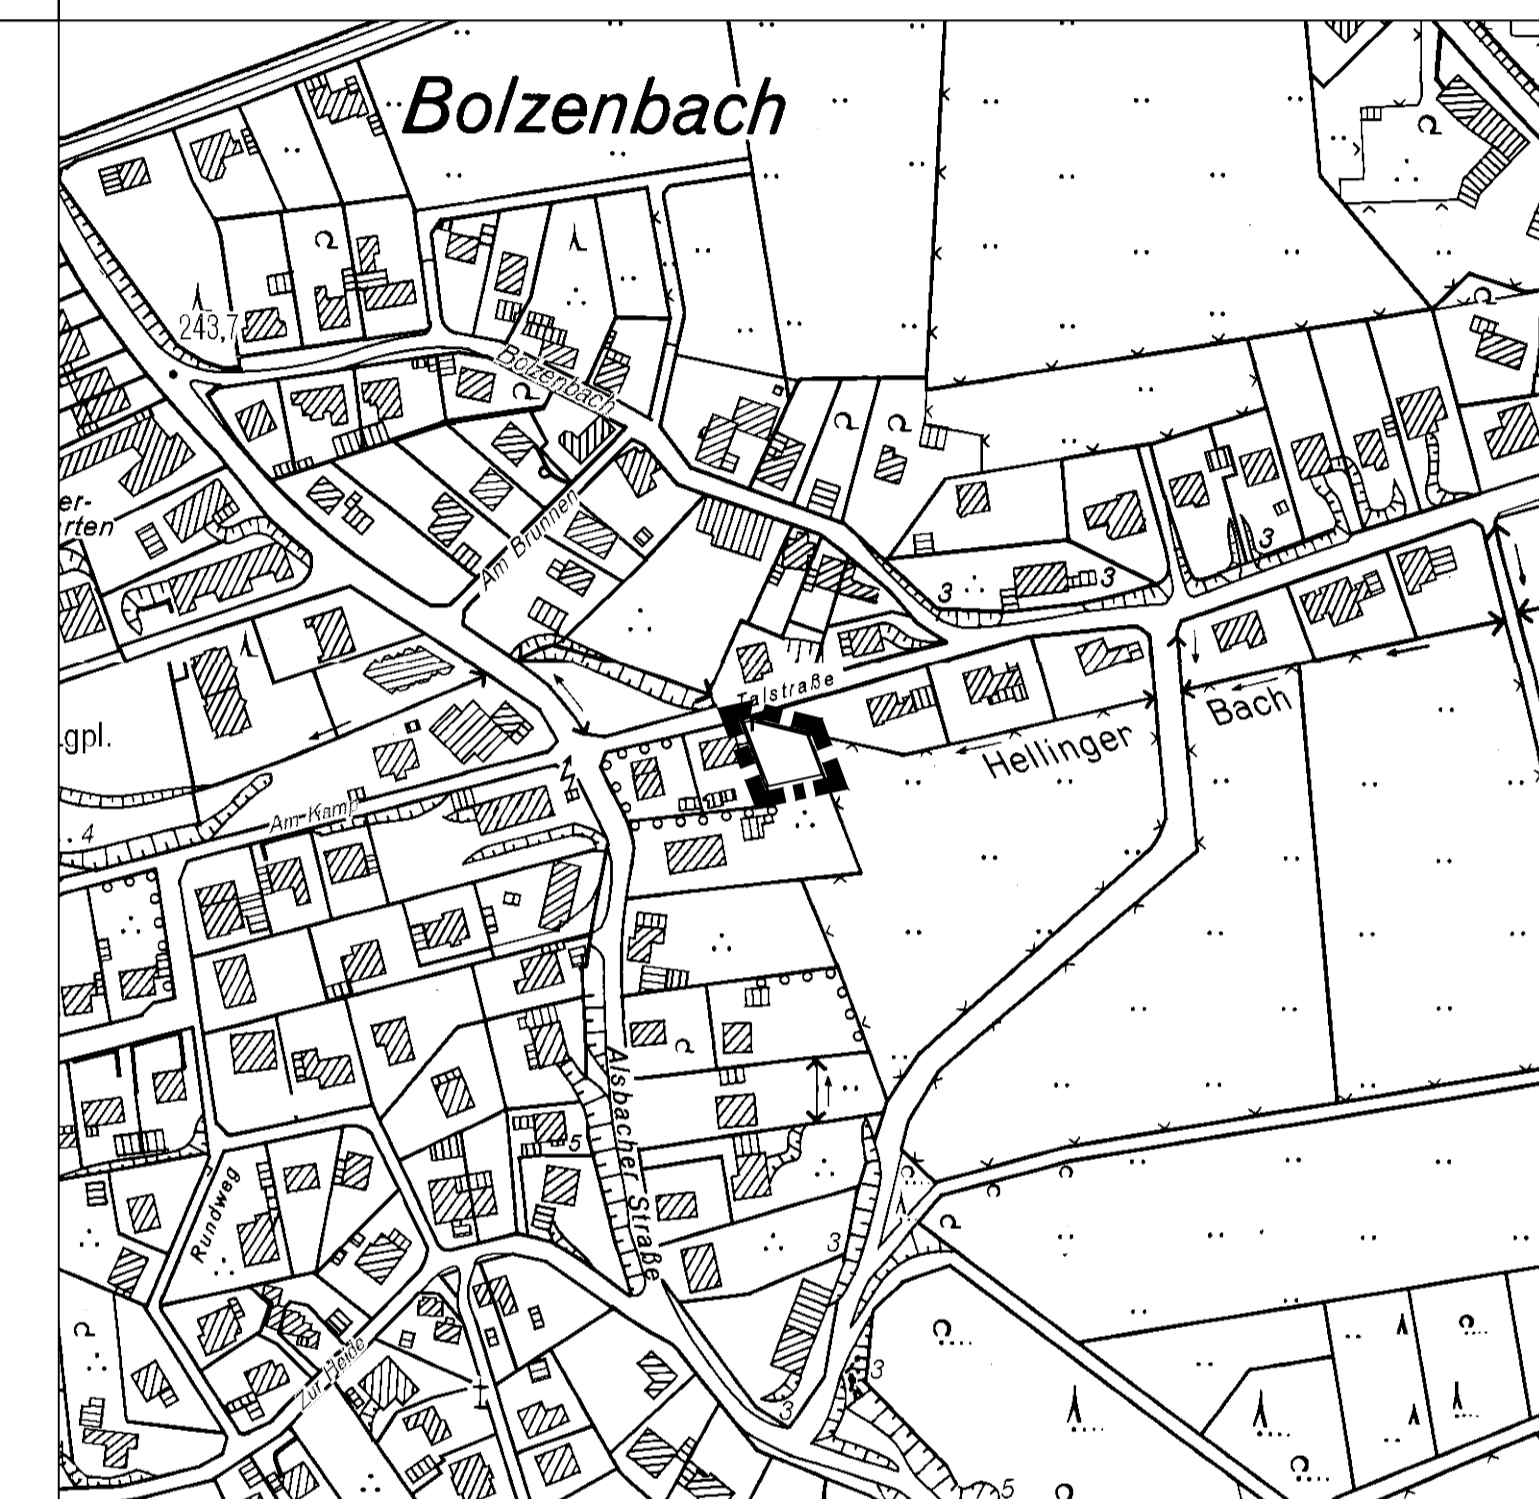 Bolzenbach
243,7
Bolzenbach
er-
rten
Am Brunnen
3
3
3
Talstraße
Bach
Hellinger
gpl.
Am Kamp
4
Alsbacher Straße
5
Rundweg
3
Zur Heide
3
3
5